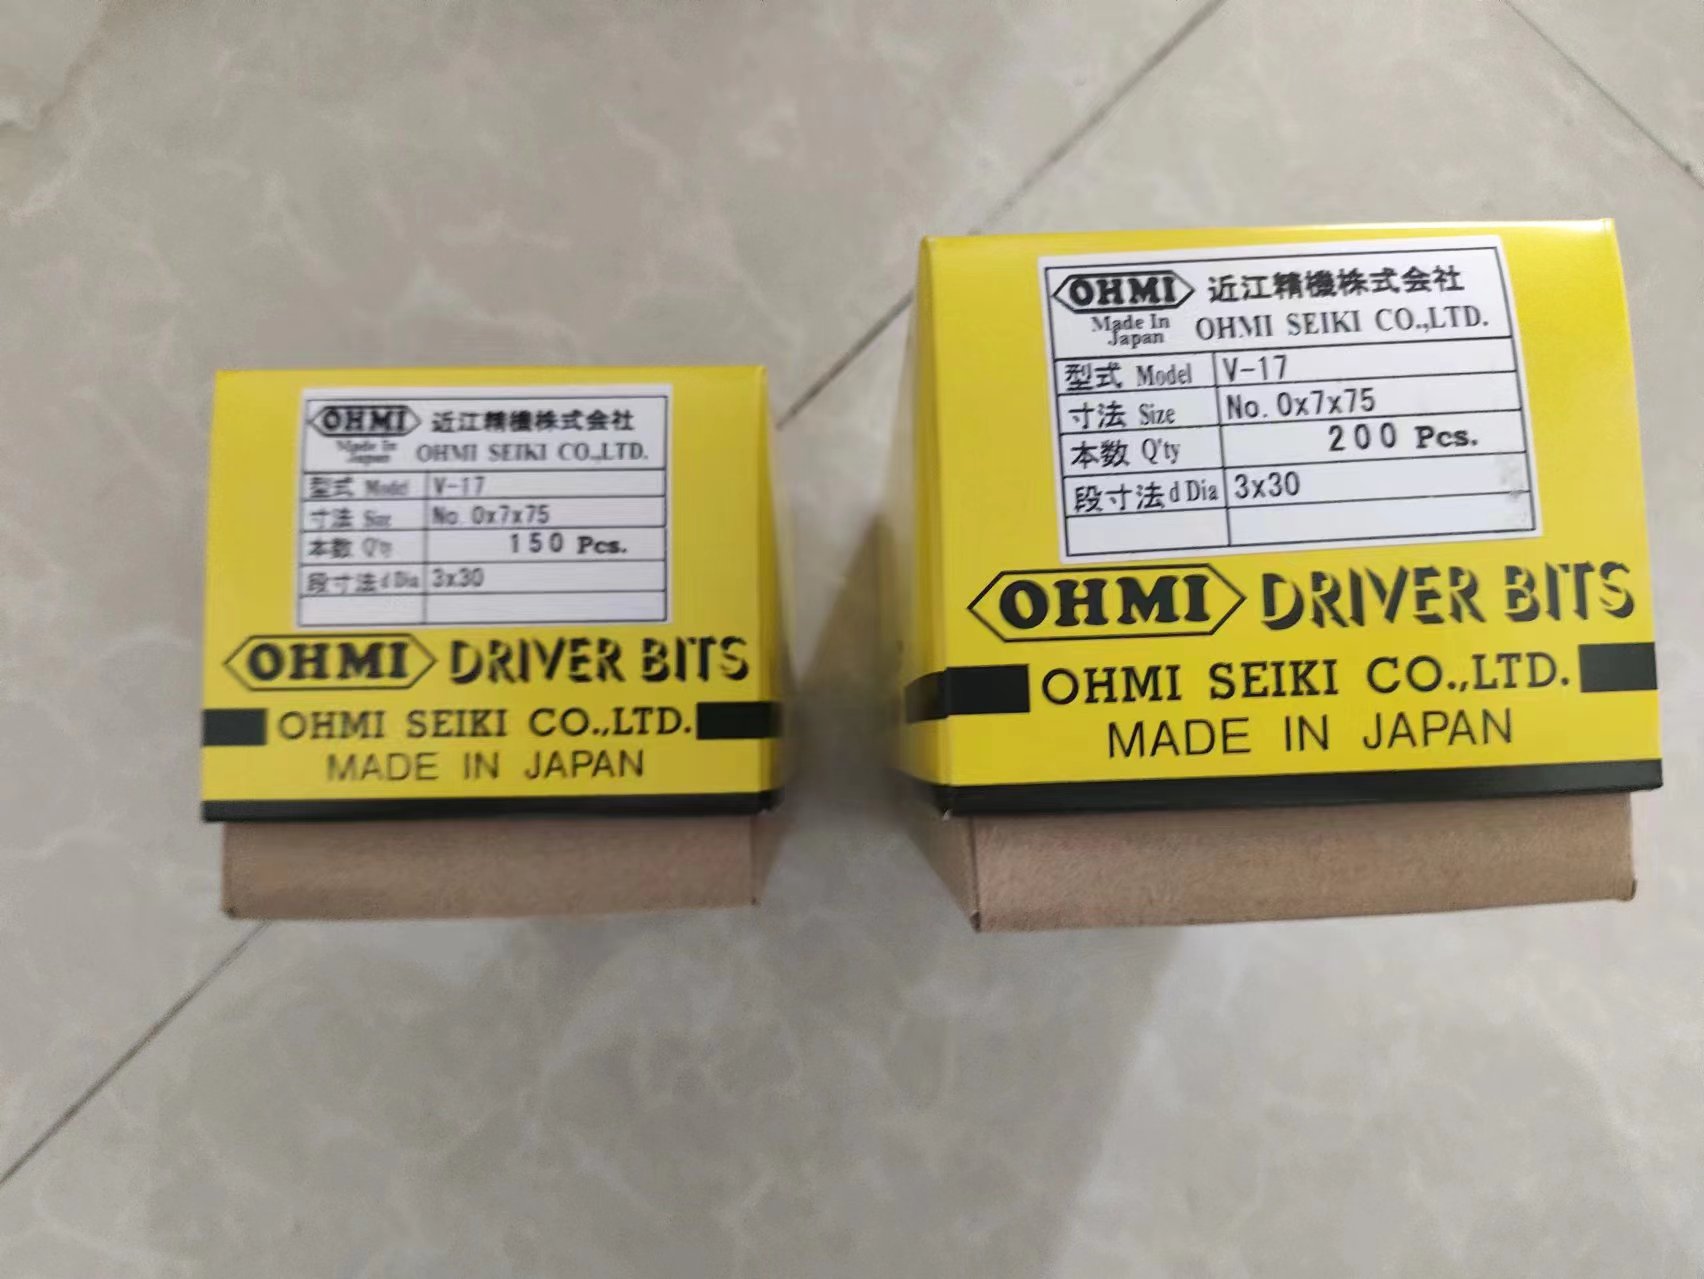 OHMI 近江精機株式会社
Made In Japan OHMI SEIKI CO.,LTD.
型式 Model V-17
寸法 Size No. 0x7x75
本数 Q'ty 150 Pcs.
段寸法 d Dia 3x30
OHMI DRIVER BITS
OHMI SEIKI CO.,LTD.
MADE IN JAPAN
OHMI 近江精機株式会社
Made In Japan OHMI SEIKI CO.,LTD.
型式 Model V-17
寸法 Size No. 0x7x75
本数 Q'ty 200 Pcs.
段寸法 d Dia 3x30
OHMI DRIVER BITS
OHMI SEIKI CO.,LTD.
MADE IN JAPAN